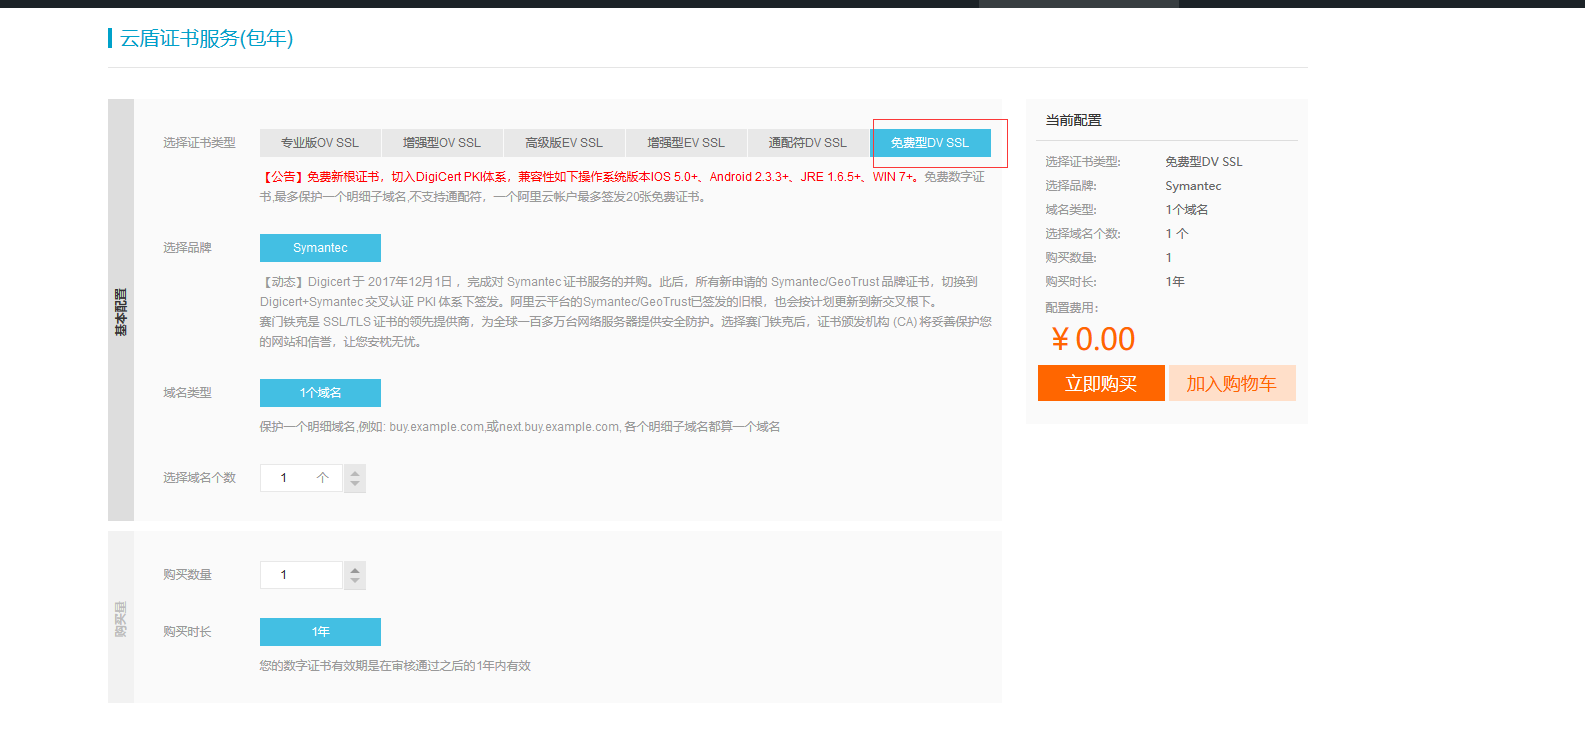 云盾证书服务(包年)
基本配置
选择证书类型
专业版OV SSL 增强型OV SSL 高级版EV SSL 增强型EV SSL 通配符DV SSL 免费型DV SSL
【公告】免费新根证书，切入DigiCert PKI体系，兼容性如下操作系统版本IOS 5.0+、Android 2.3.3+、JRE 1.6.5+、WIN 7+。免费数字证
书,最多保护一个明细子域名,不支持通配符，一个阿里云帐户最多签发20张免费证书。
选择品牌
Symantec
【动态】Digicert 于 2017年12月1日 ，完成对 Symantec 证书服务的并购。此后，所有新申请的 Symantec/GeoTrust 品牌证书，切换到
Digicert+Symantec 交叉认证 PKI 体系下签发。阿里云平台的Symantec/GeoTrust已签发的旧根，也会按计划更新到新交叉根下。
赛门铁克是 SSL/TLS 证书的领先提供商，为全球一百多万台网络服务器提供安全防护。选择赛门铁克后，证书颁发机构 (CA) 将妥善保护您
的网站和信誉，让您安枕无忧。
域名类型
1个域名
保护一个明细域名,例如: buy.example.com,或next.buy.example.com, 各个明细子域名都算一个域名
选择域名个数
1 个
购买量
购买数量
1
购买时长
1年
您的数字证书有效期是在审核通过之后的1年内有效
当前配置
选择证书类型: 免费型DV SSL
选择品牌: Symantec
域名类型: 1个域名
选择域名个数: 1 个
购买数量: 1
购买时长: 1年
配置费用:
￥0.00
立即购买 加入购物车